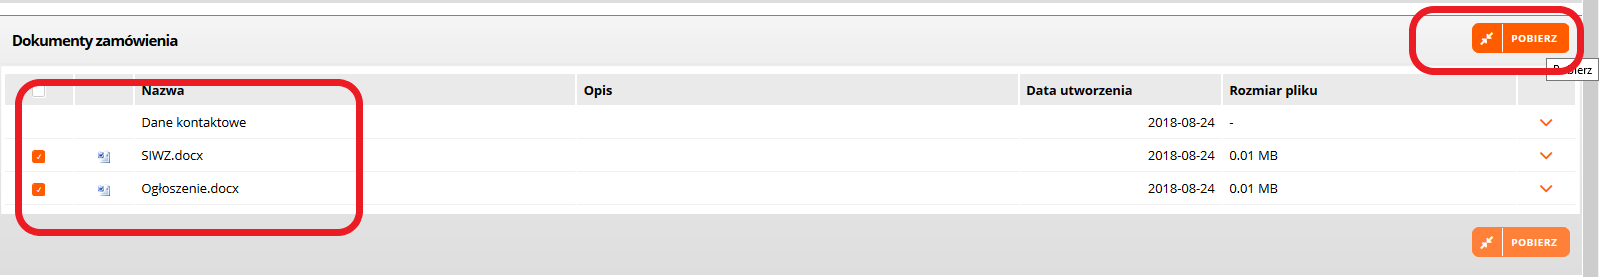 Dokumenty zamówienia POBIERZ
Nazwa Opis Data utworzenia Rozmiar pliku
Dane kontaktowe 2018-08-24 -
SIWZ.docx 2018-08-24 0.01 MB
Ogłoszenie.docx 2018-08-24 0.01 MB
POBIERZ